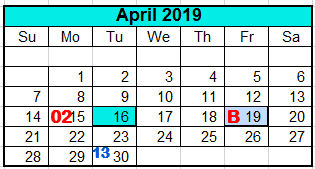 April 2019
Su Mo Tu We Th Fr Sa
1 2 3 4 5 6
7 8 9 10 11 12 13
14 02 15 16 17 18 B 19 20
21 22 23 24 25 26 27
28 29 13 30